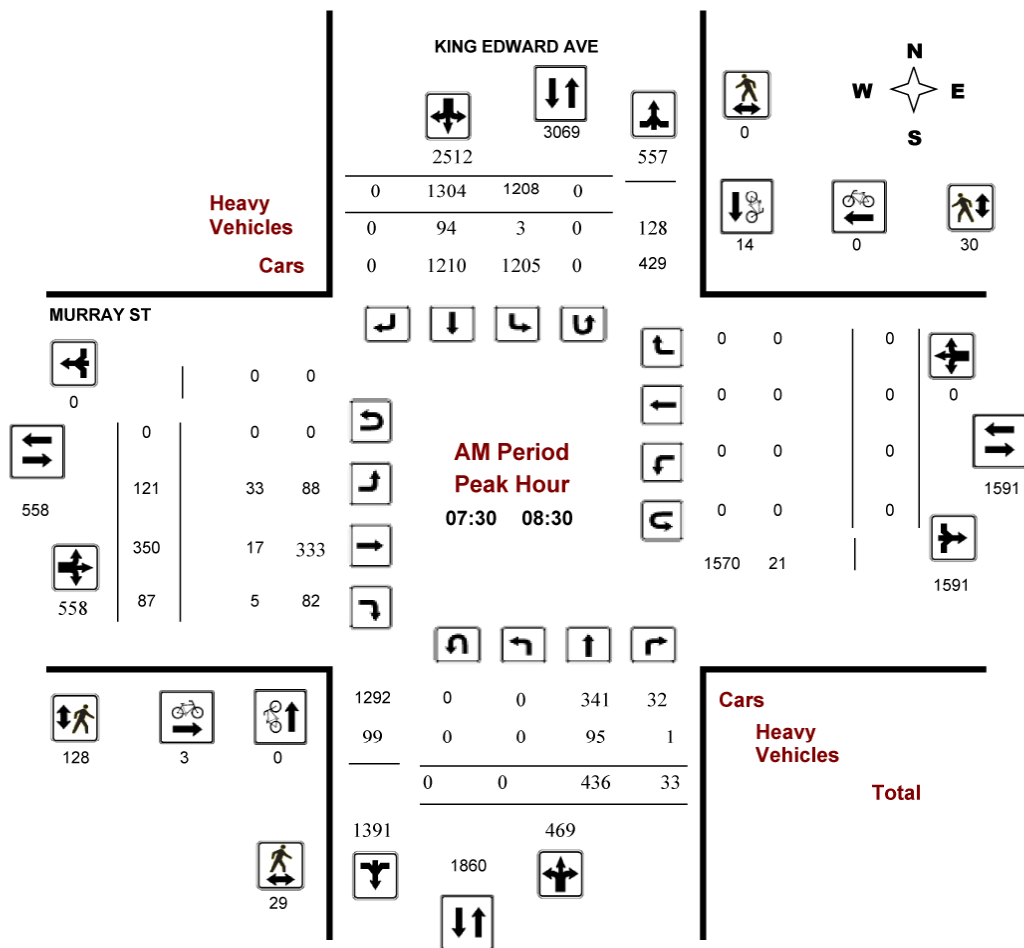 KING EDWARD AVE
N
W E
S
3069
0
2512 557
0 1304 1208 0
Heavy
Vehicles
0 94 3 0 128
Cars
0 1210 1205 0 429
14 0 30
MURRAY ST
0 0 0
0 0
0 0 0
0
0
0 0 0
AM Period
Peak Hour
07:30 08:30
0 0 0
121 33 88
1591
558
0 0 0
350 17 333
1570 21
1591
558
87 5 82
1292 0 0 341 32
99 0 0 95 1
0 0 436 33
Cars
Heavy
Vehicles
Total
128 3 0
1391 469
1860
29